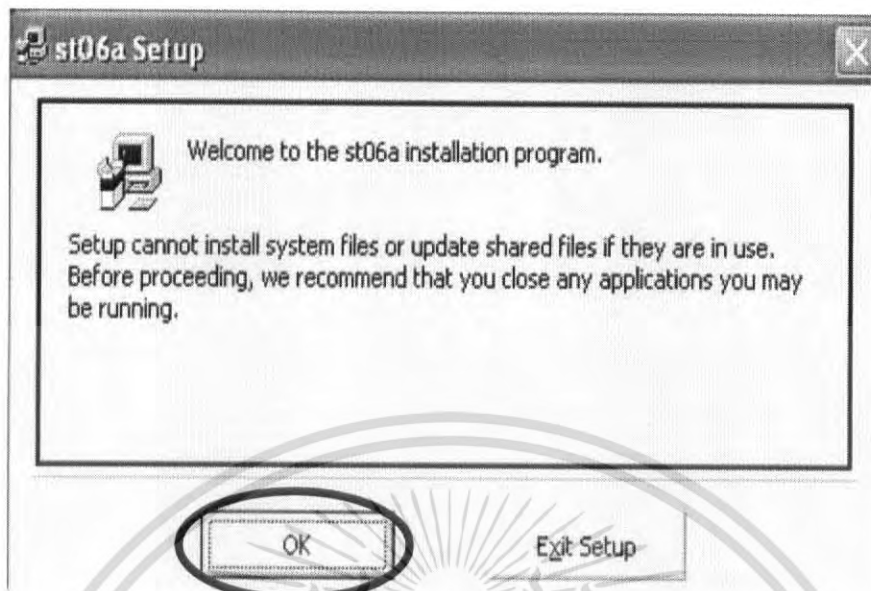 st06a Setup
Welcome to the st06a installation program.
Setup cannot install system files or update shared files if they are in use.
Before proceeding, we recommend that you close any applications you may
be running.
OK
Exit Setup